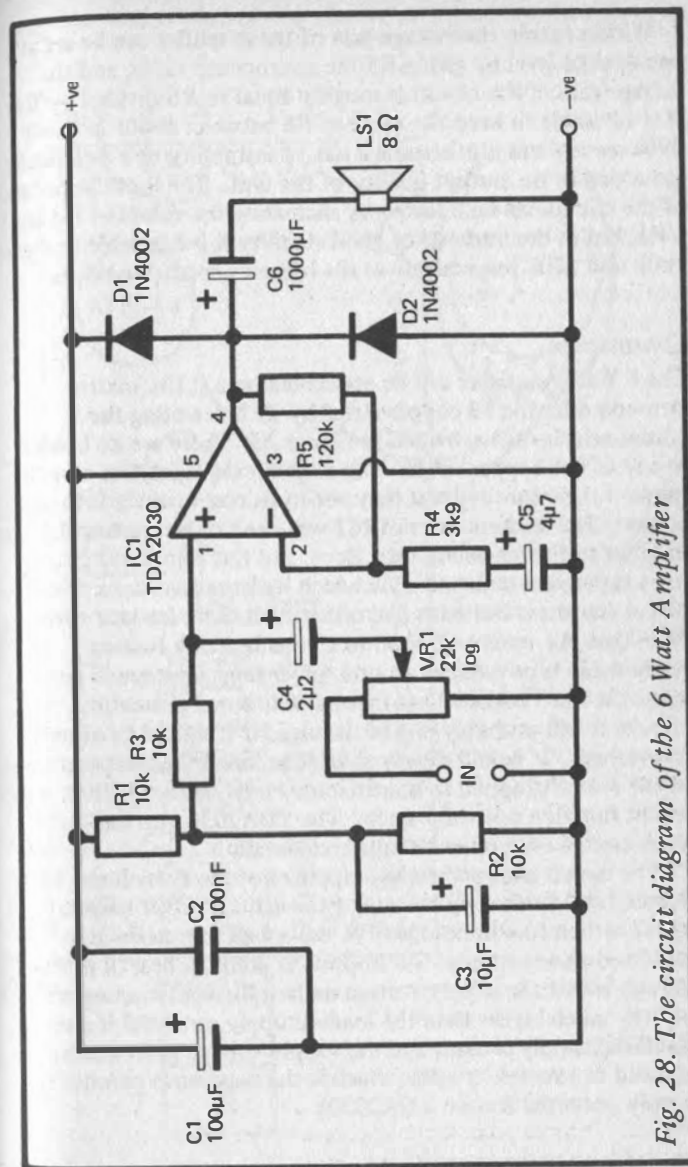 +ve
D1
1N4002
+
C6
1000µF
LS1
8Ω
D2
1N4002
−ve
IC1
TDA2030
5
4
3
1
2
+
−
R5
120k
R4
3k9
+
C5
4µ7
R1
10k
R3
10k
+
C4
2µ2
VR1
22k
log
IN
R2
10k
+
C3
10µF
C2
100nF
+
C1
100µF
Fig. 28 The circuit diagram of the 6 Watt Amplifier